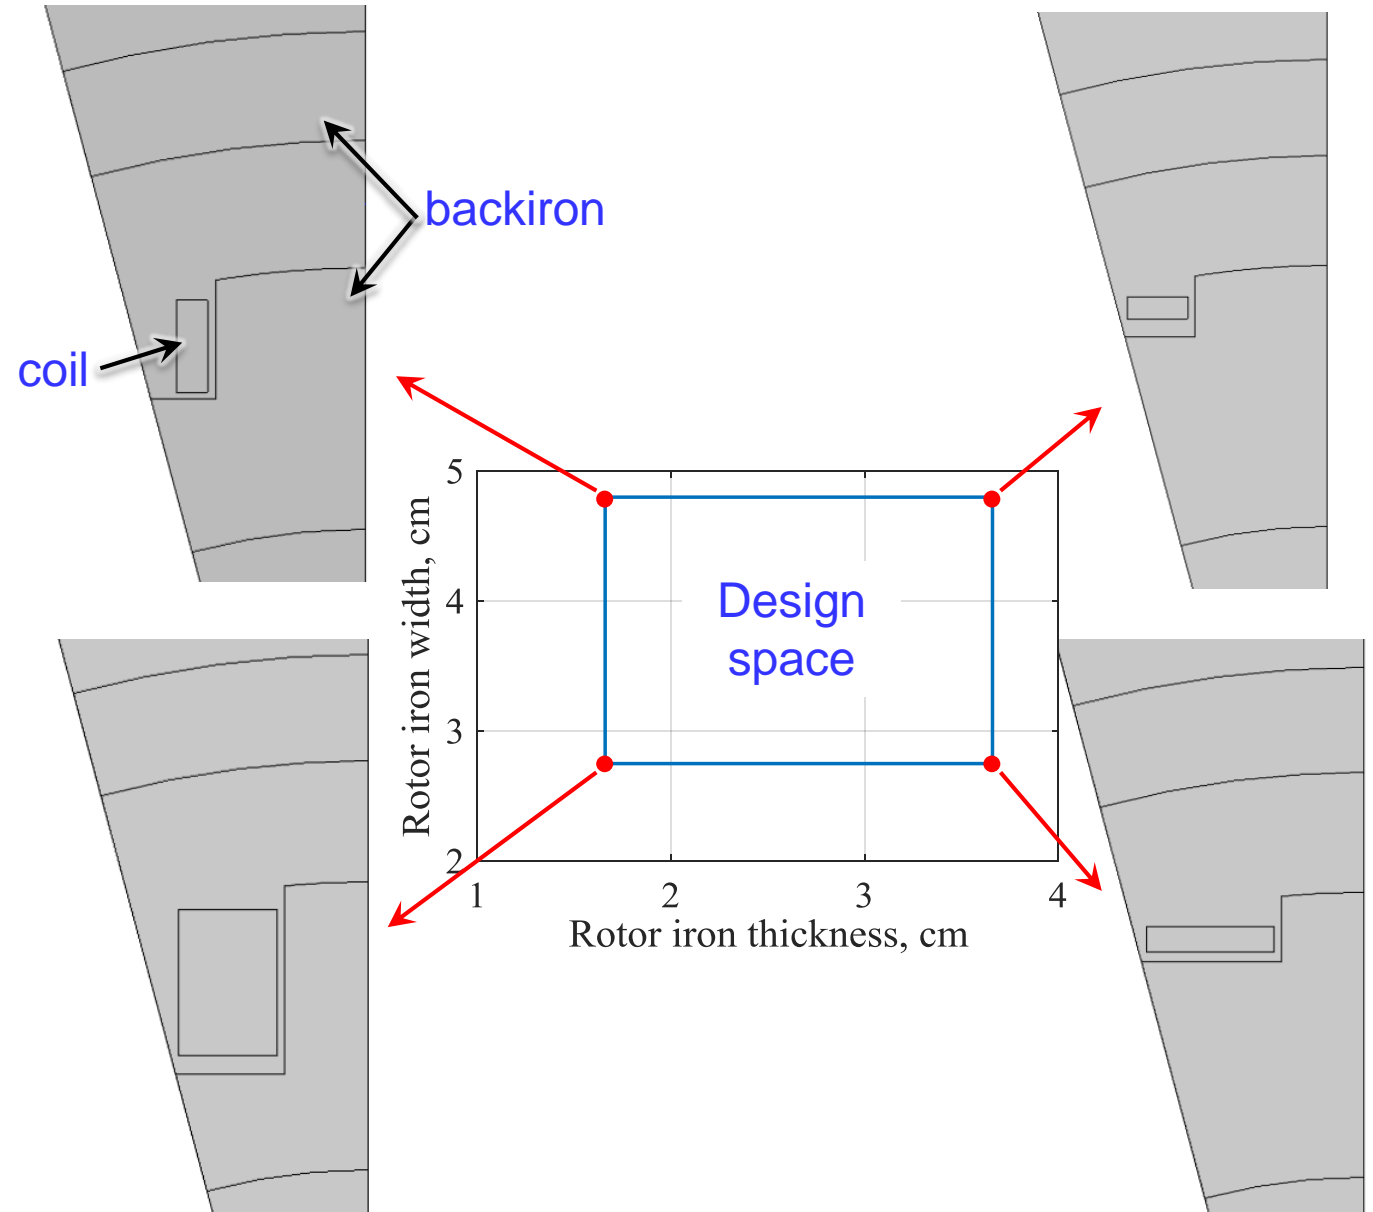 backiron
coil
5
4
3
2
Rotor iron width, cm
Design
space
1
2
3
4
Rotor iron thickness, cm